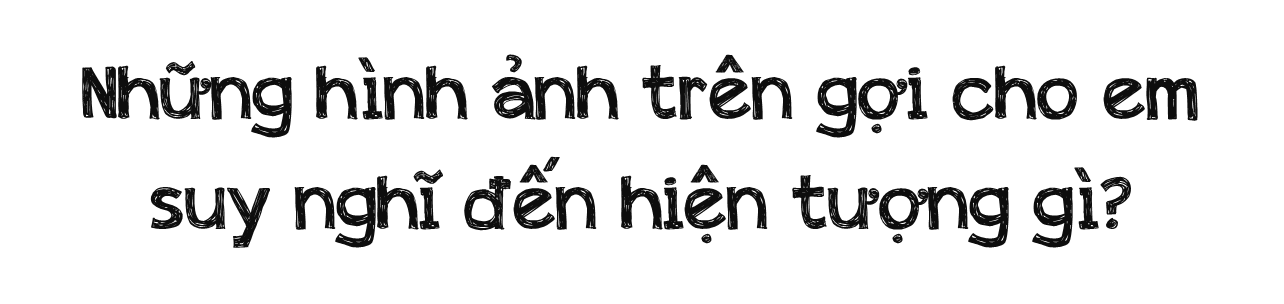 Những hình ảnh trên gợi cho em
suy nghĩ đến hiện tượng gì?